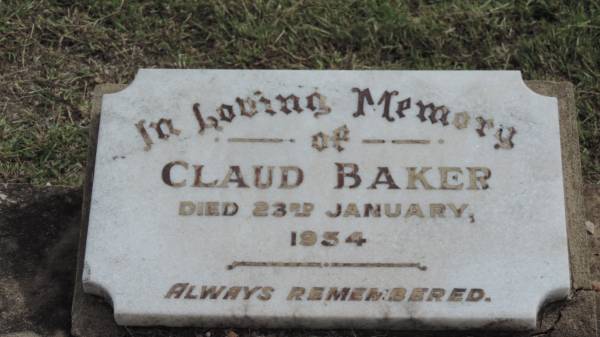 In Loving Memory
of
CLAUD BAKER
DIED 23RD JANUARY,
1954
ALWAYS REMEMBERED.